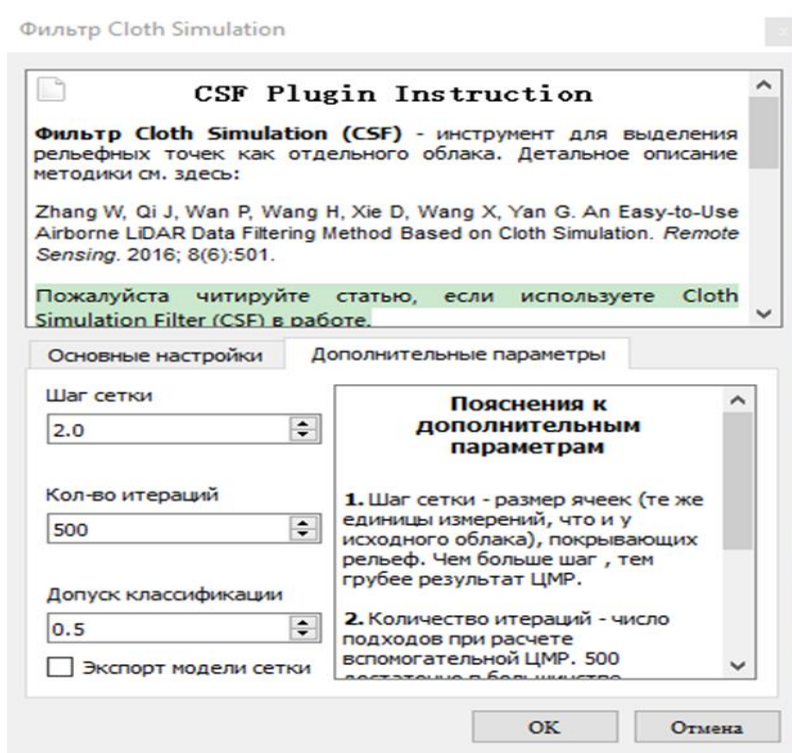 Фильтр Cloth Simulation
CSF Plugin Instruction
Фильтр Cloth Simulation (CSF) - инструмент для выделения
рельефных точек как отдельного облака. Детальное описание
методики см. здесь:
Zhang W, Qi J, Wan P, Wang H, Xie D, Wang X, Yan G. An Easy-to-Use
Airborne LiDAR Data Filtering Method Based on Cloth Simulation. Remote
Sensing. 2016; 8(6):501.
Пожалуйста читируйте статью, если используете Cloth
Simulation Filter (CSF) в работе.
Основные настройки
Дополнительные параметры
Шаг сетки
2.0
Кол-во итераций
500
Допуск классификации
0.5
Экспорт модели сетки
Пояснения к
дополнительным
параметрам
1. Шаг сетки - размер ячеек (те же
единицы измерений, что и у
исходного облака), покрывающих
рельеф. Чем больше шаг , тем
грубее результат ЦМР.
2. Количество итераций - число
подходов при расчете
вспомогательной ЦМР. 500
достаточно в большинстве
OK
Отмена